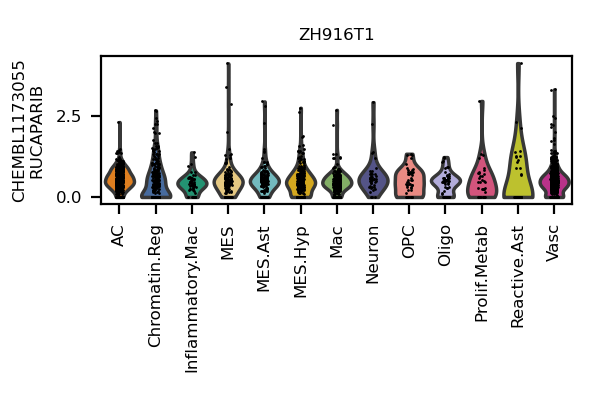 ZH916T1
CHEMBL1173055
RUCAPARIB
2.5
0.0
AC
Chromatin.Reg
Inflammatory.Mac
MES
MES.Ast
MES.Hyp
Mac
Neuron
OPC
Oligo
Prolif.Metab
Reactive.Ast
Vasc